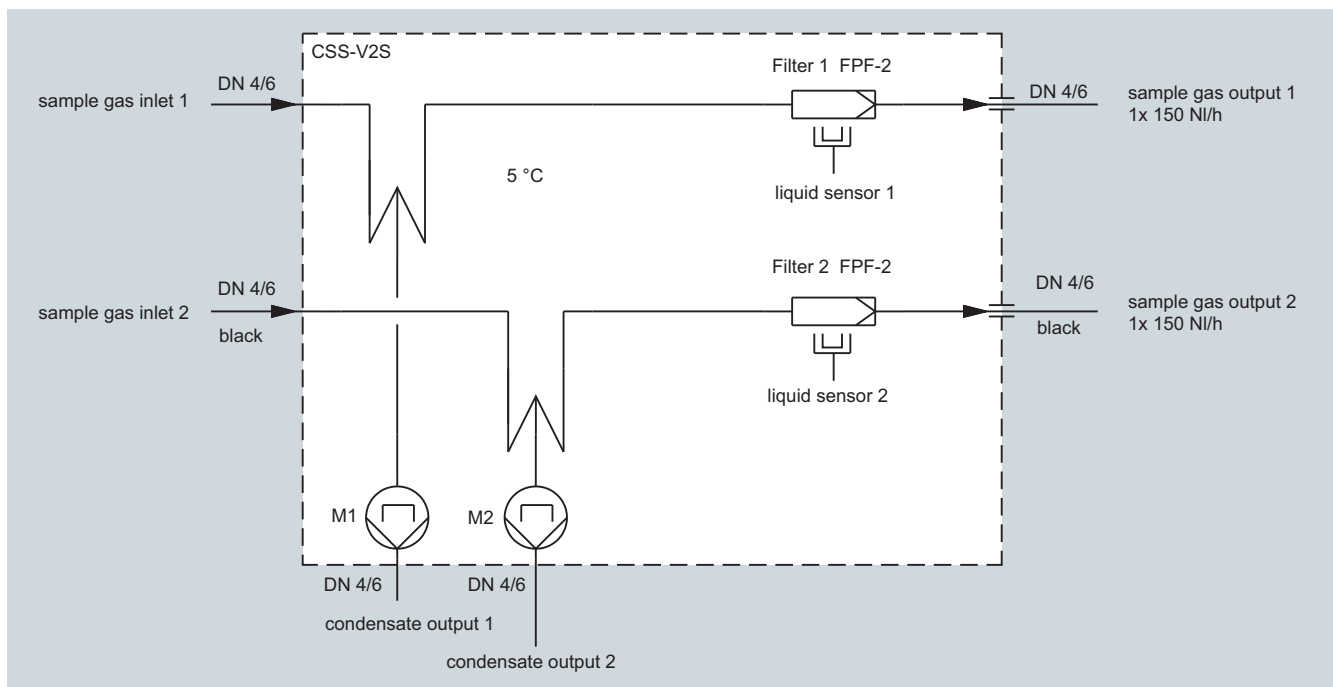 CSS-V2S
Filter 1 FPF-2
DN 4/6
sample gas inlet 1
DN 4/6
sample gas output 1
1x 150 Nl/h
5 °C
liquid sensor 1
Filter 2 FPF-2
DN 4/6
sample gas inlet 2
black
DN 4/6
black
sample gas output 2
1x 150 Nl/h
liquid sensor 2
M1
M2
DN 4/6
DN 4/6
condensate output 1
condensate output 2